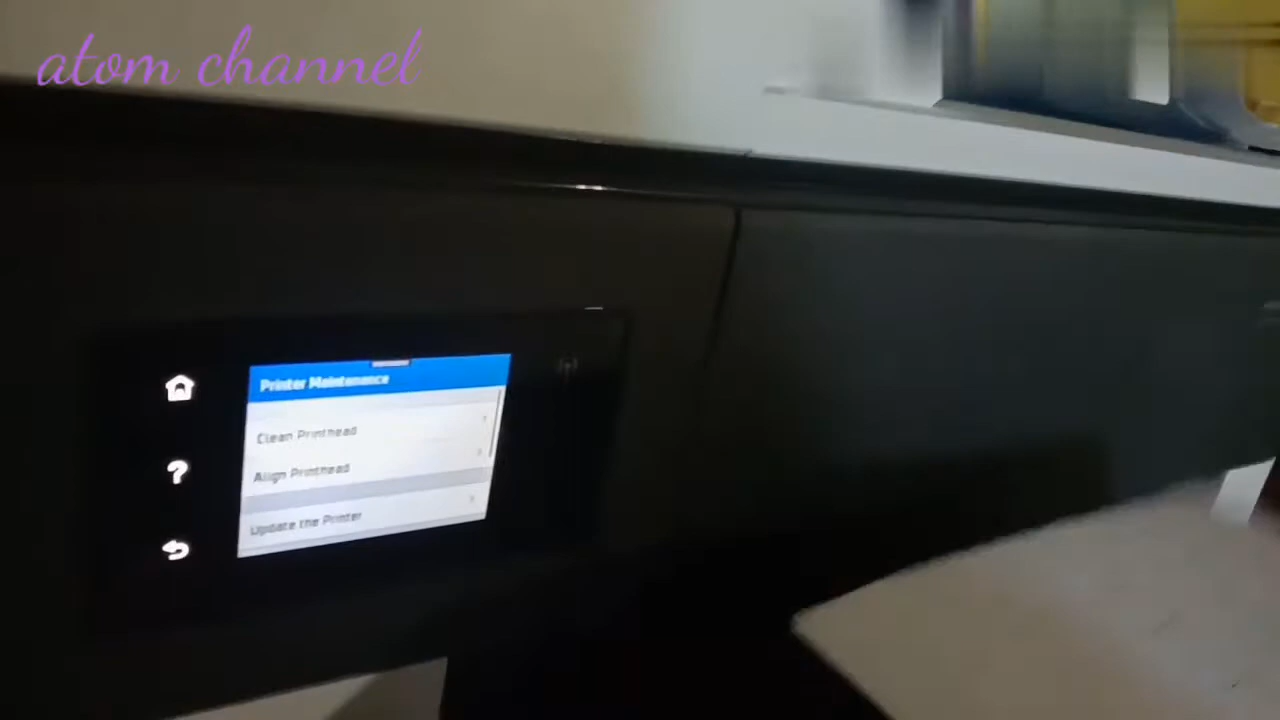 atom channel
Printer Maintenance
Clean Printhead
Align Printhead
Update the Printer